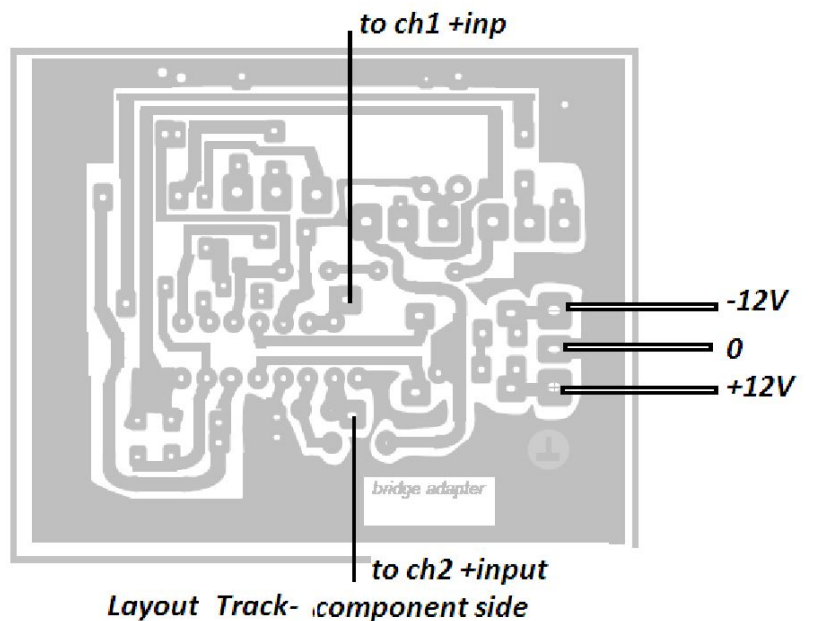 to ch1 +inp
-12V
0
+12V
bridge adapter
to ch2 +input
Layout Track- component side